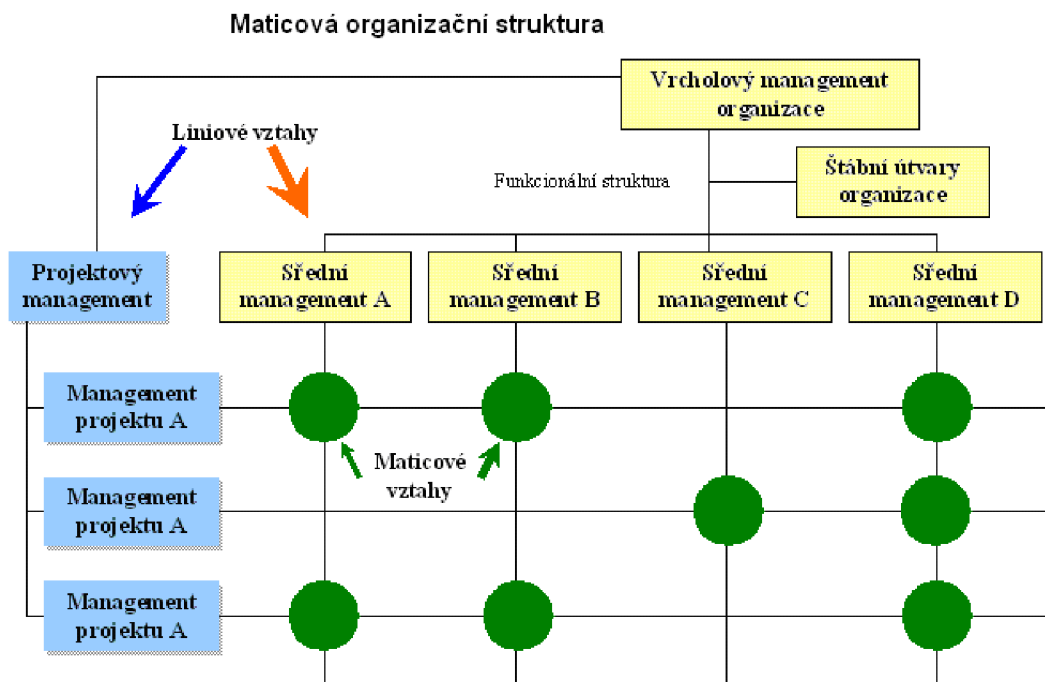 Maticová organizační struktura
Vrcholový management
organizace
Liniové vztahy
Funkcionální struktura
Štábní útvary
organizace
Projektový
management
Střední
management A
Střední
management B
Střední
management C
Střední
management D
Management
projektu A
Maticové
vztahy
Management
projektu A
Management
projektu A